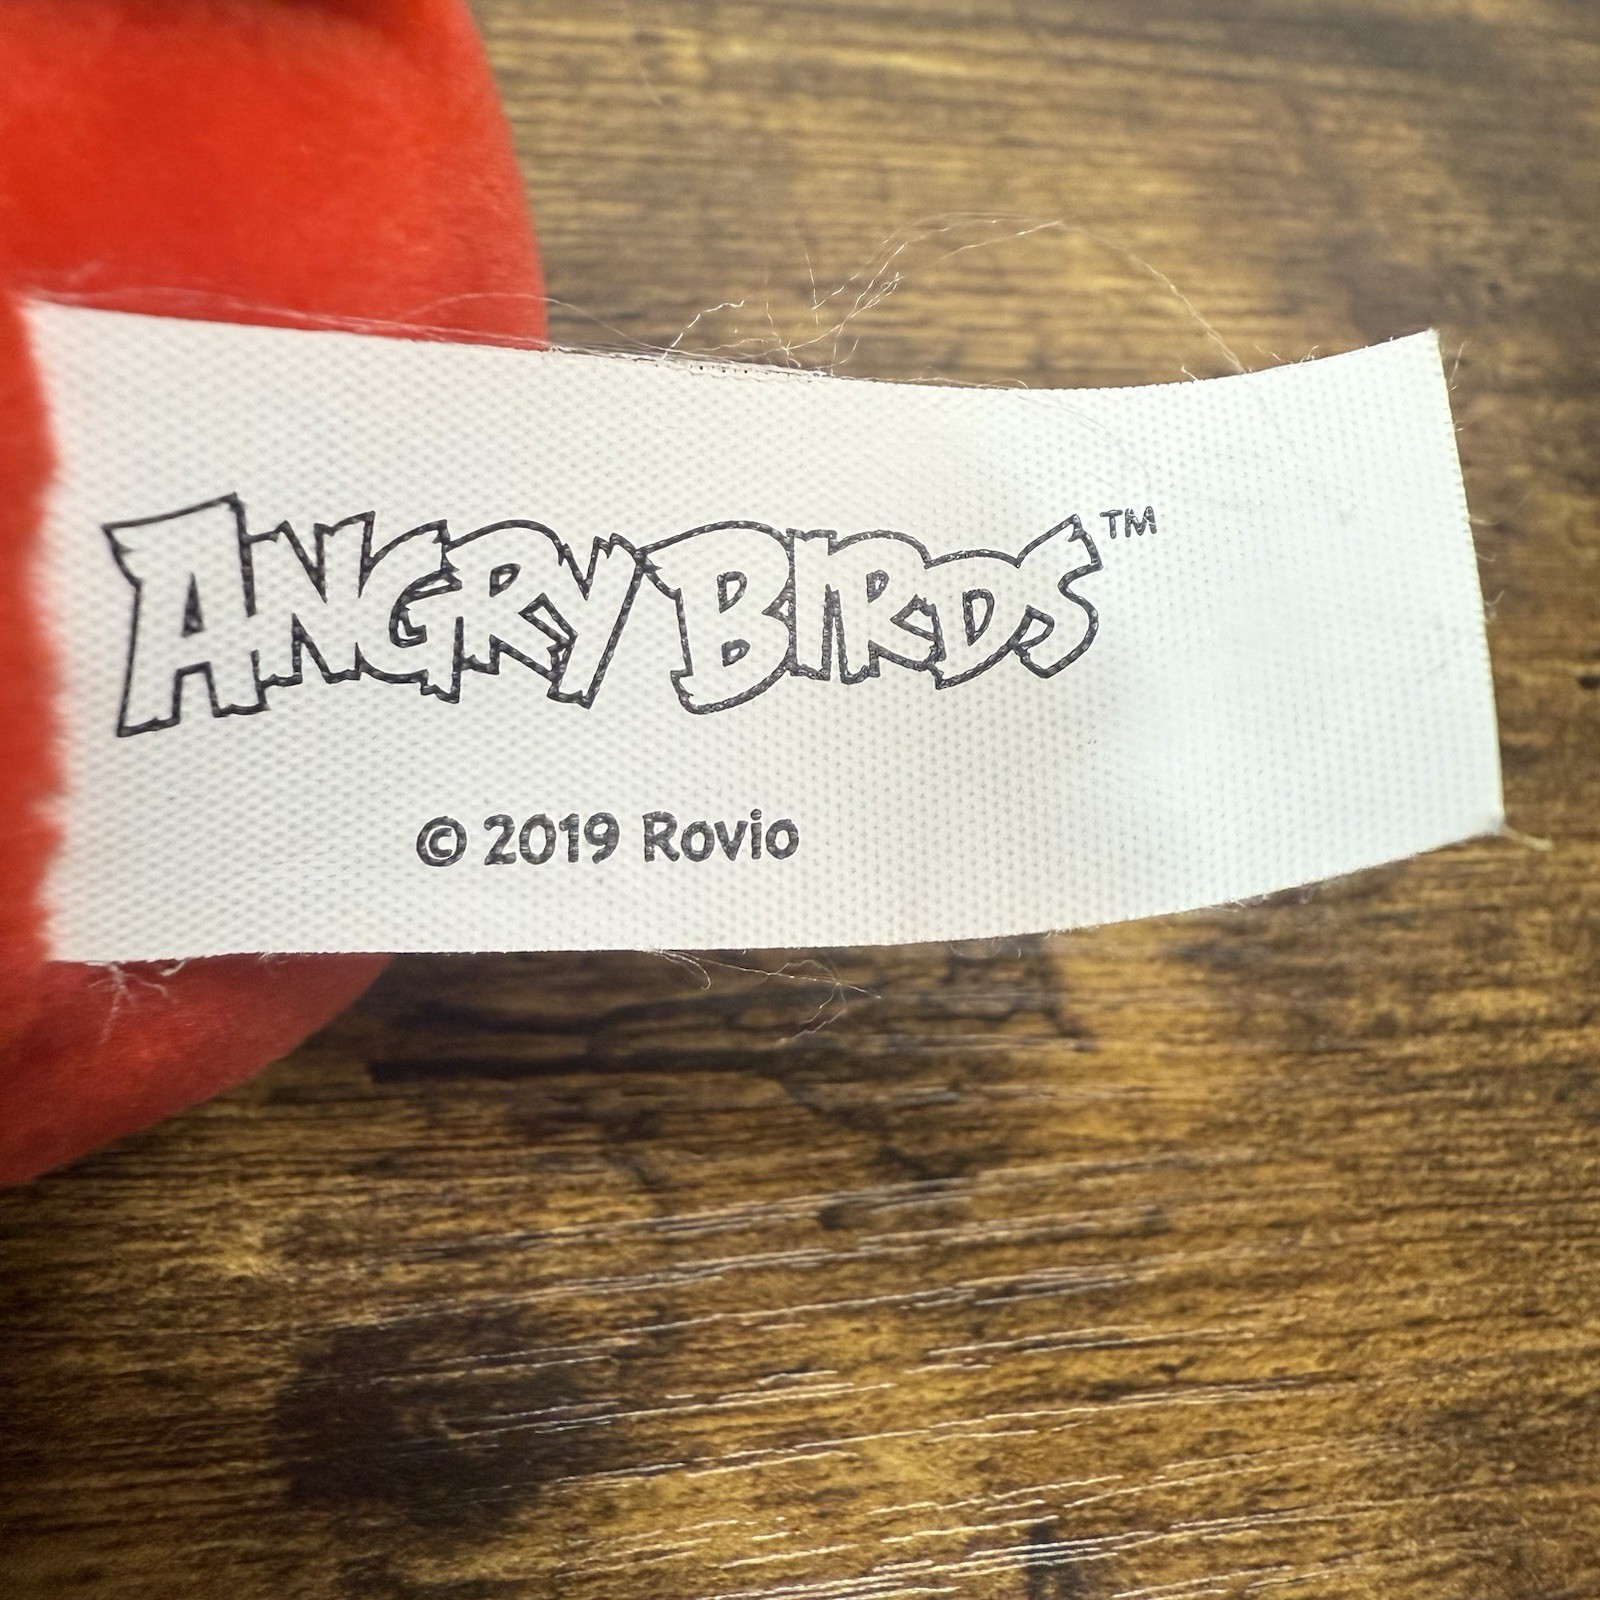 ANGRY BIRDS™
© 2019 Rovio